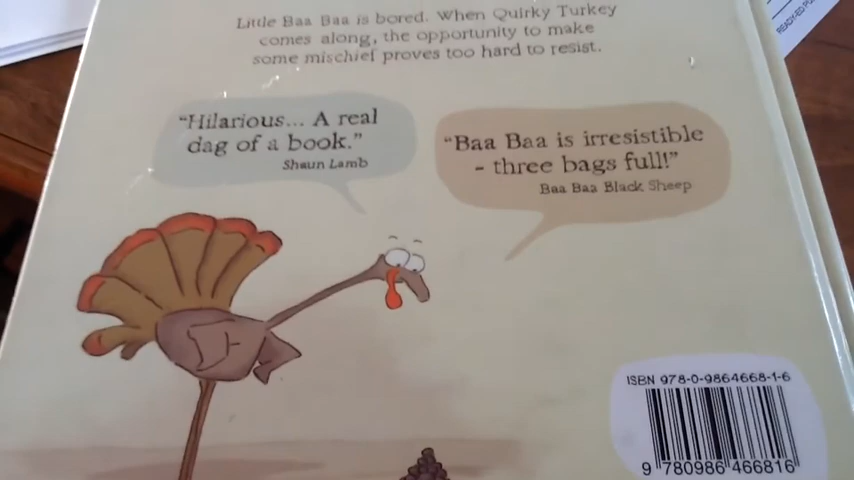 Little Baa Baa is bored. When Quirky Turkey
comes along, the opportunity to make
some mischief proves too hard to resist.
"Hilarious... A real
dag of a book."
Shaun Lamb
"Baa Baa is irresistible
- three bags full!"
Baa Baa Black Sheep
ISBN 978-0-9864668-1-6
9 780986 466816